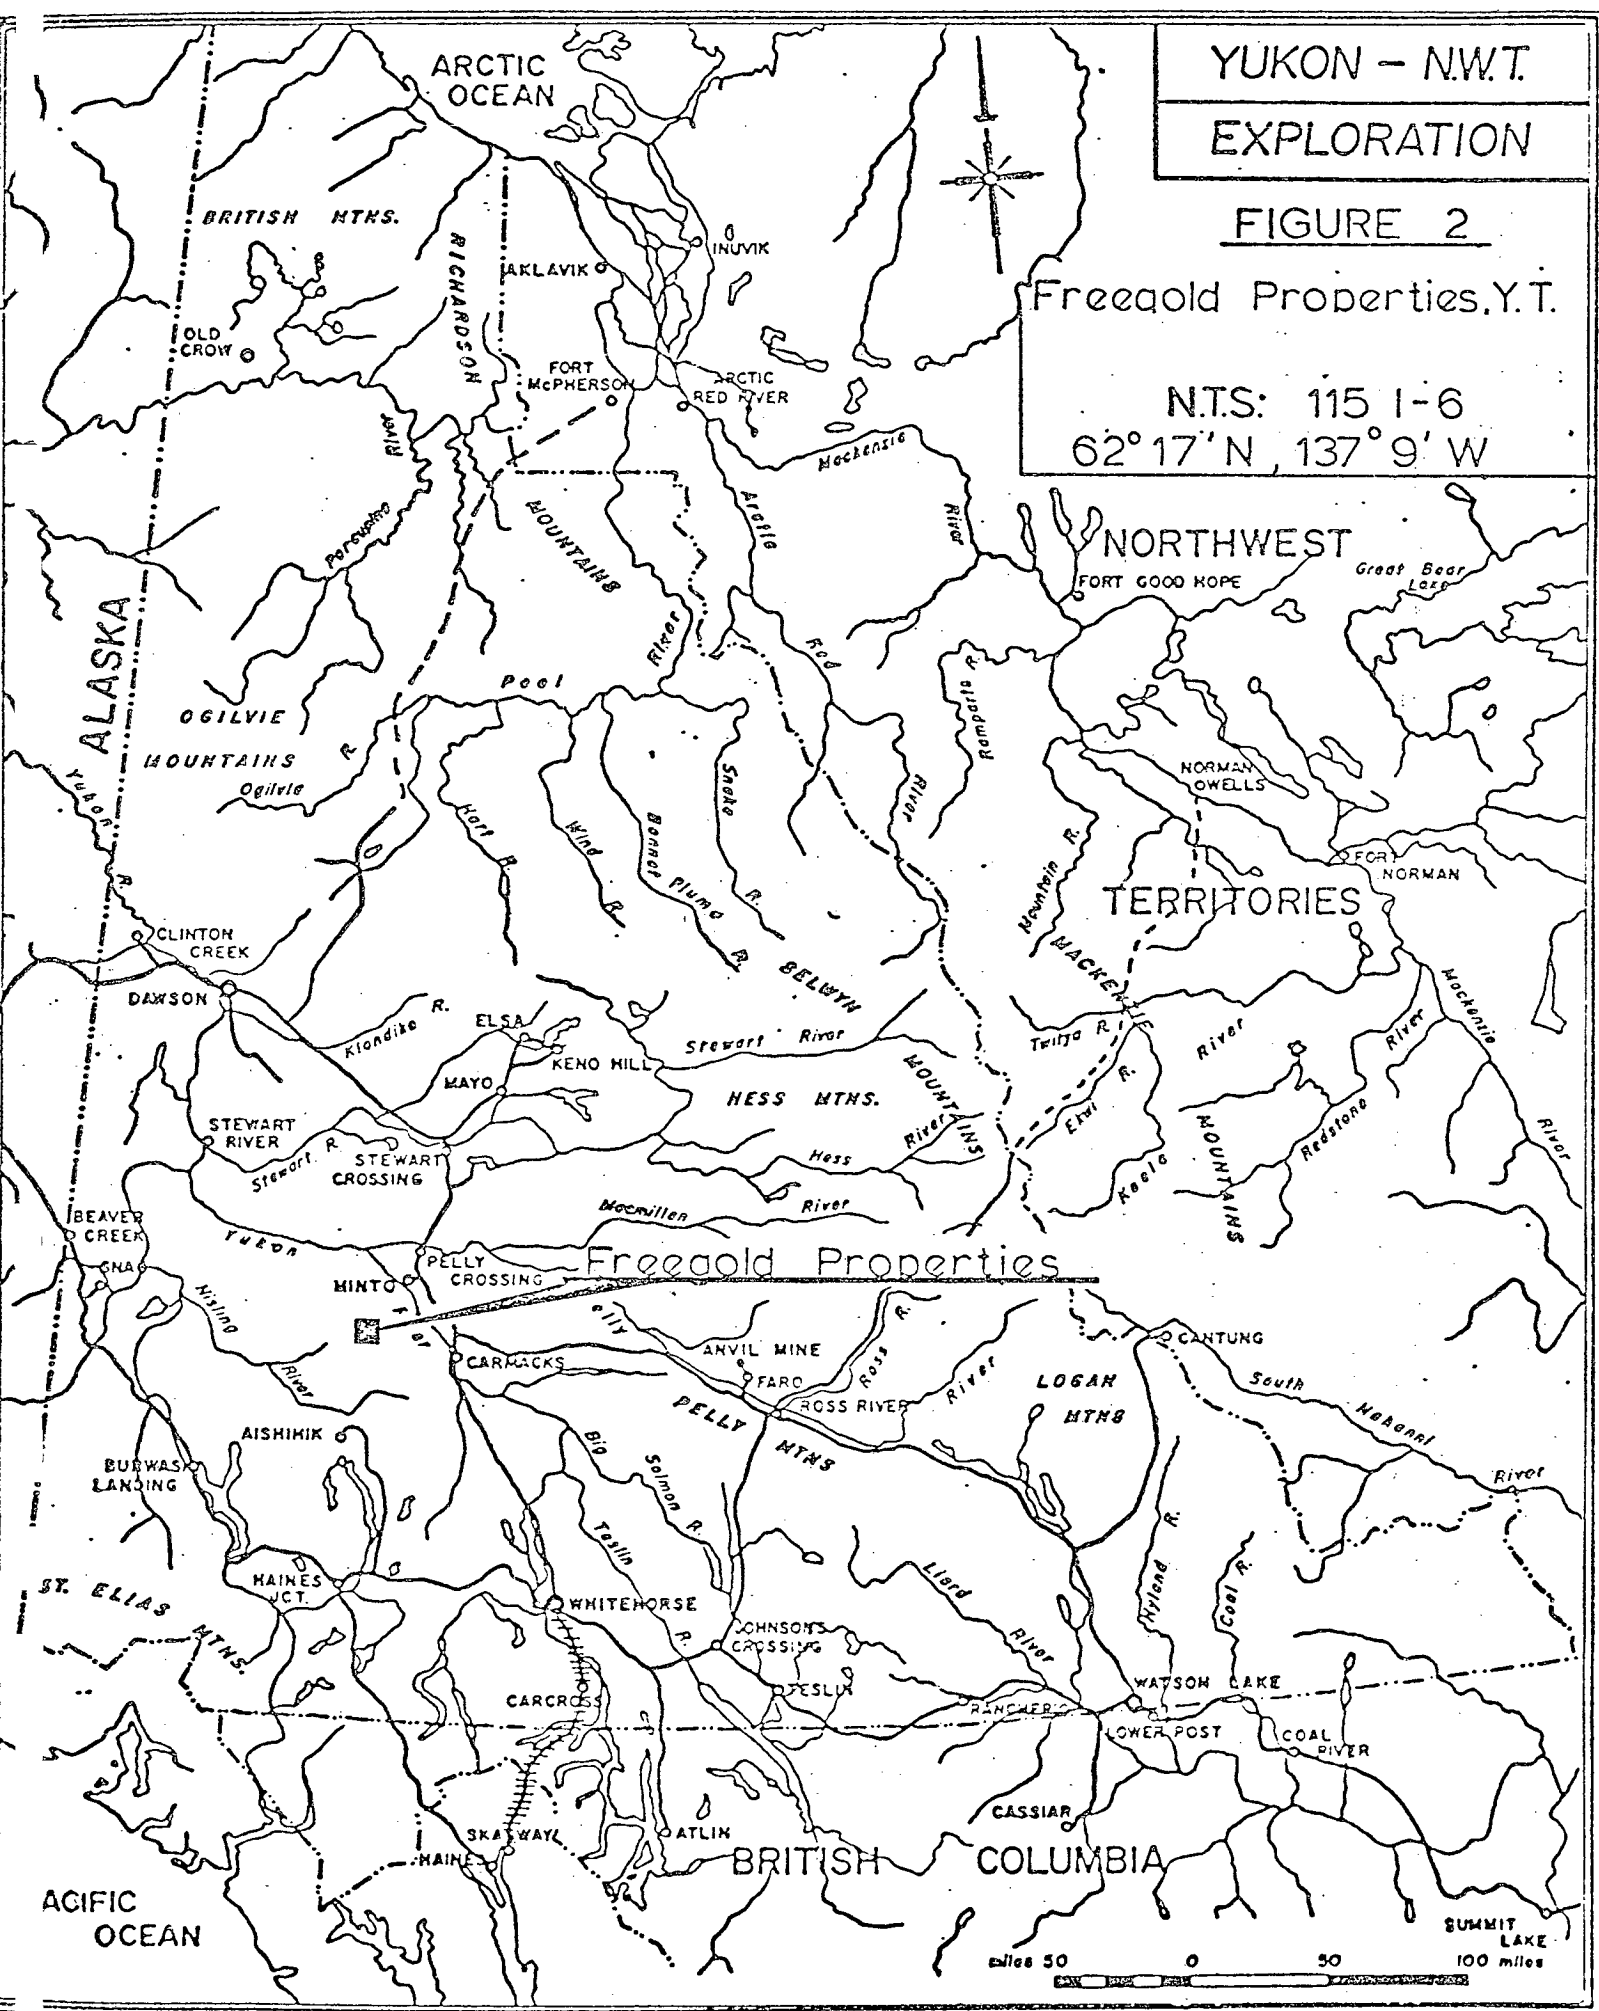 YUKON - N.W.T.
EXPLORATION
FIGURE 2
Freegold Properties, Y.T.
N.T.S: 115 I-6
62°17'N, 137°9' W
ARCTIC
OCEAN
BRITISH MTNS.
RICHARDSON
INUVIK
AKLAVIK
OLD
CROW
FORT
McPHERSON
ARCTIC
RED RIVER
Mackenzie
River
River
Porcupine
MOUNTAINS
Arctic
Red
River
NORTHWEST
FORT GOOD HOPE
Great Bear
Lake
ALASKA
OGILVIE
MOUNTAINS
Ogilvie
R.
Peel
River
Ramparts R.
NORMAN
WELLS
Yukon
R.
Hart
R.
Wind
R.
Bonnet
Plume
R.
Snake
R.
Mountain R.
FORT
NORMAN
TERRITORIES
CLINTON
CREEK
DAWSON
SELWYN
MACKEN
Mackenzie
River
Klondike R.
ELSA
KENO HILL
MAYO
Stewart River
Twitya R.
River
River
HESS MTNS.
MOUNTAINS
Ekwi
R.
Redstone
MOUNTAINS
STEWART
RIVER
Stewart R.
STEWART
CROSSING
Hess
River
Keele
BEAVER
CREEK
Yukon
Macmillan
River
PELLY
CROSSING
Freegold Properties
SNAG
MINTO
Nisling
River
elly
CARMACKS
ANVIL MINE
FARO
ROSS RIVER
Ross
R.
River
CANTUNG
LOGAN
MTNS
South
Nahanni
River
PELLY
MTNS
AISHIHIK
BURWASH
LANDING
Big
Salmon
R.
Teslin
R.
HAINES
JCT.
ST. ELIAS
MTNS.
WHITEHORSE
JOHNSON'S
CROSSING
Liard
River
Hyland
R.
Coal
R.
CARCROSS
TESLIN
RANCHERIA
WATSON LAKE
LOWER POST
COAL
RIVER
CASSIAR
SKAGWAY
HAINES
ATLIN
BRITISH COLUMBIA
ACIFIC
OCEAN
SUMMIT
LAKE
miles 50 0 50 100 miles